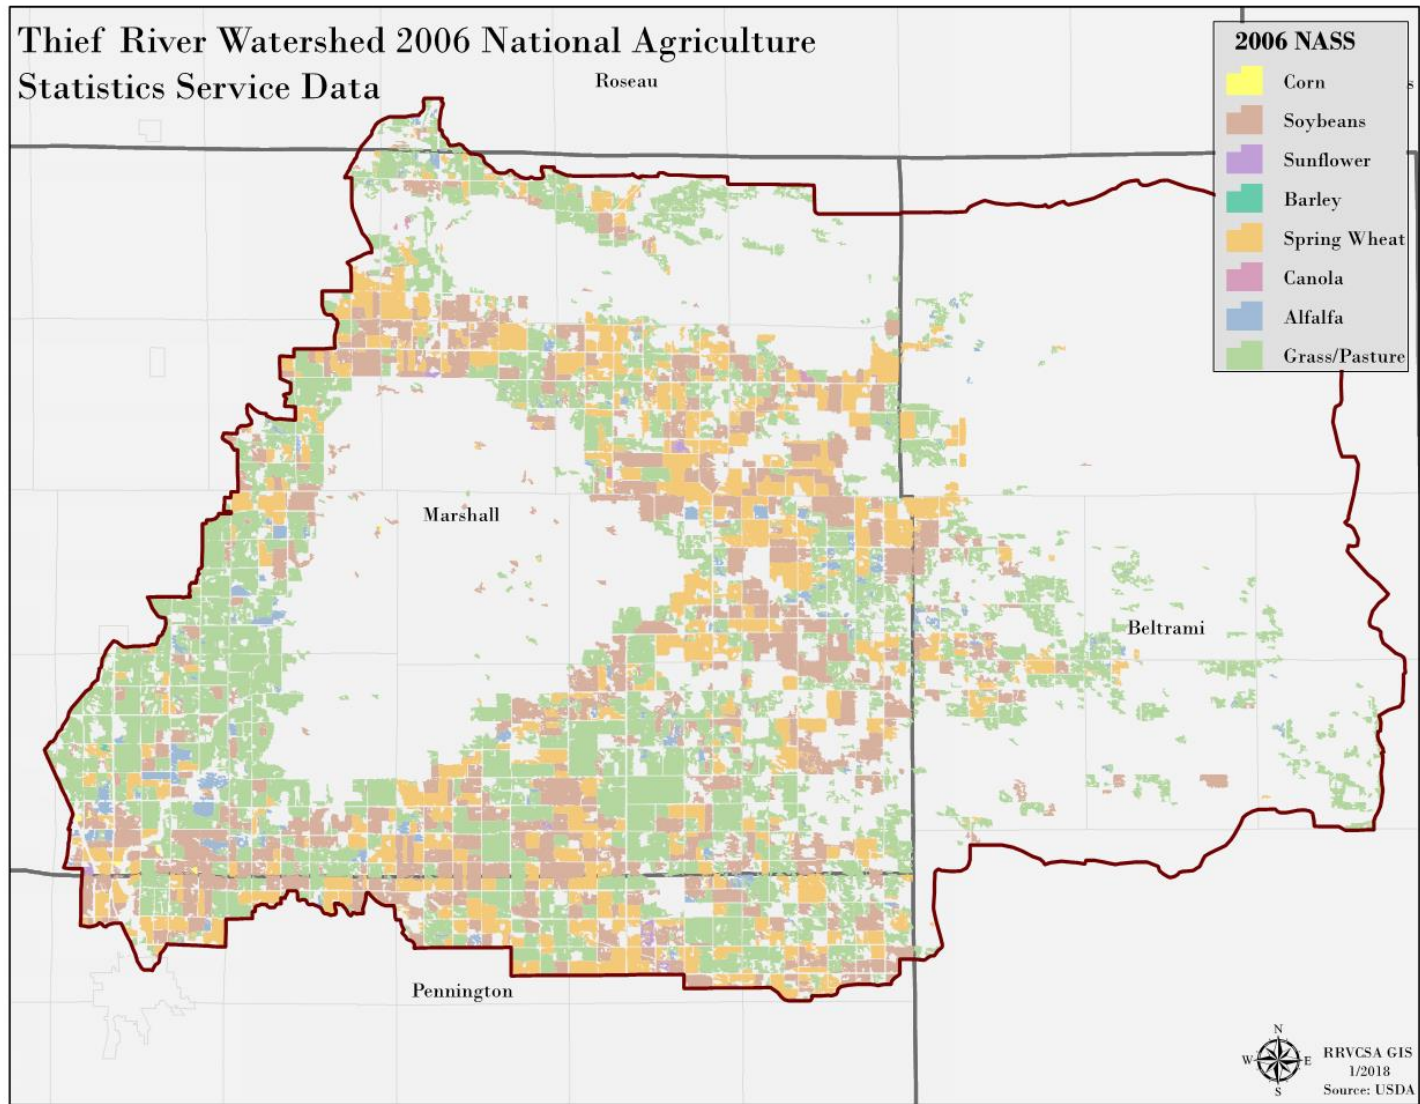 Thief River Watershed 2006 National Agriculture
Statistics Service Data
Roseau
2006 NASS
Corn
s
Soybeans
Sunflower
Barley
Spring Wheat
Canola
Alfalfa
Grass/Pasture
Marshall
Beltrami
Pennington
N
W E
S
RRVCSA GIS
1/2018
Source: USDA